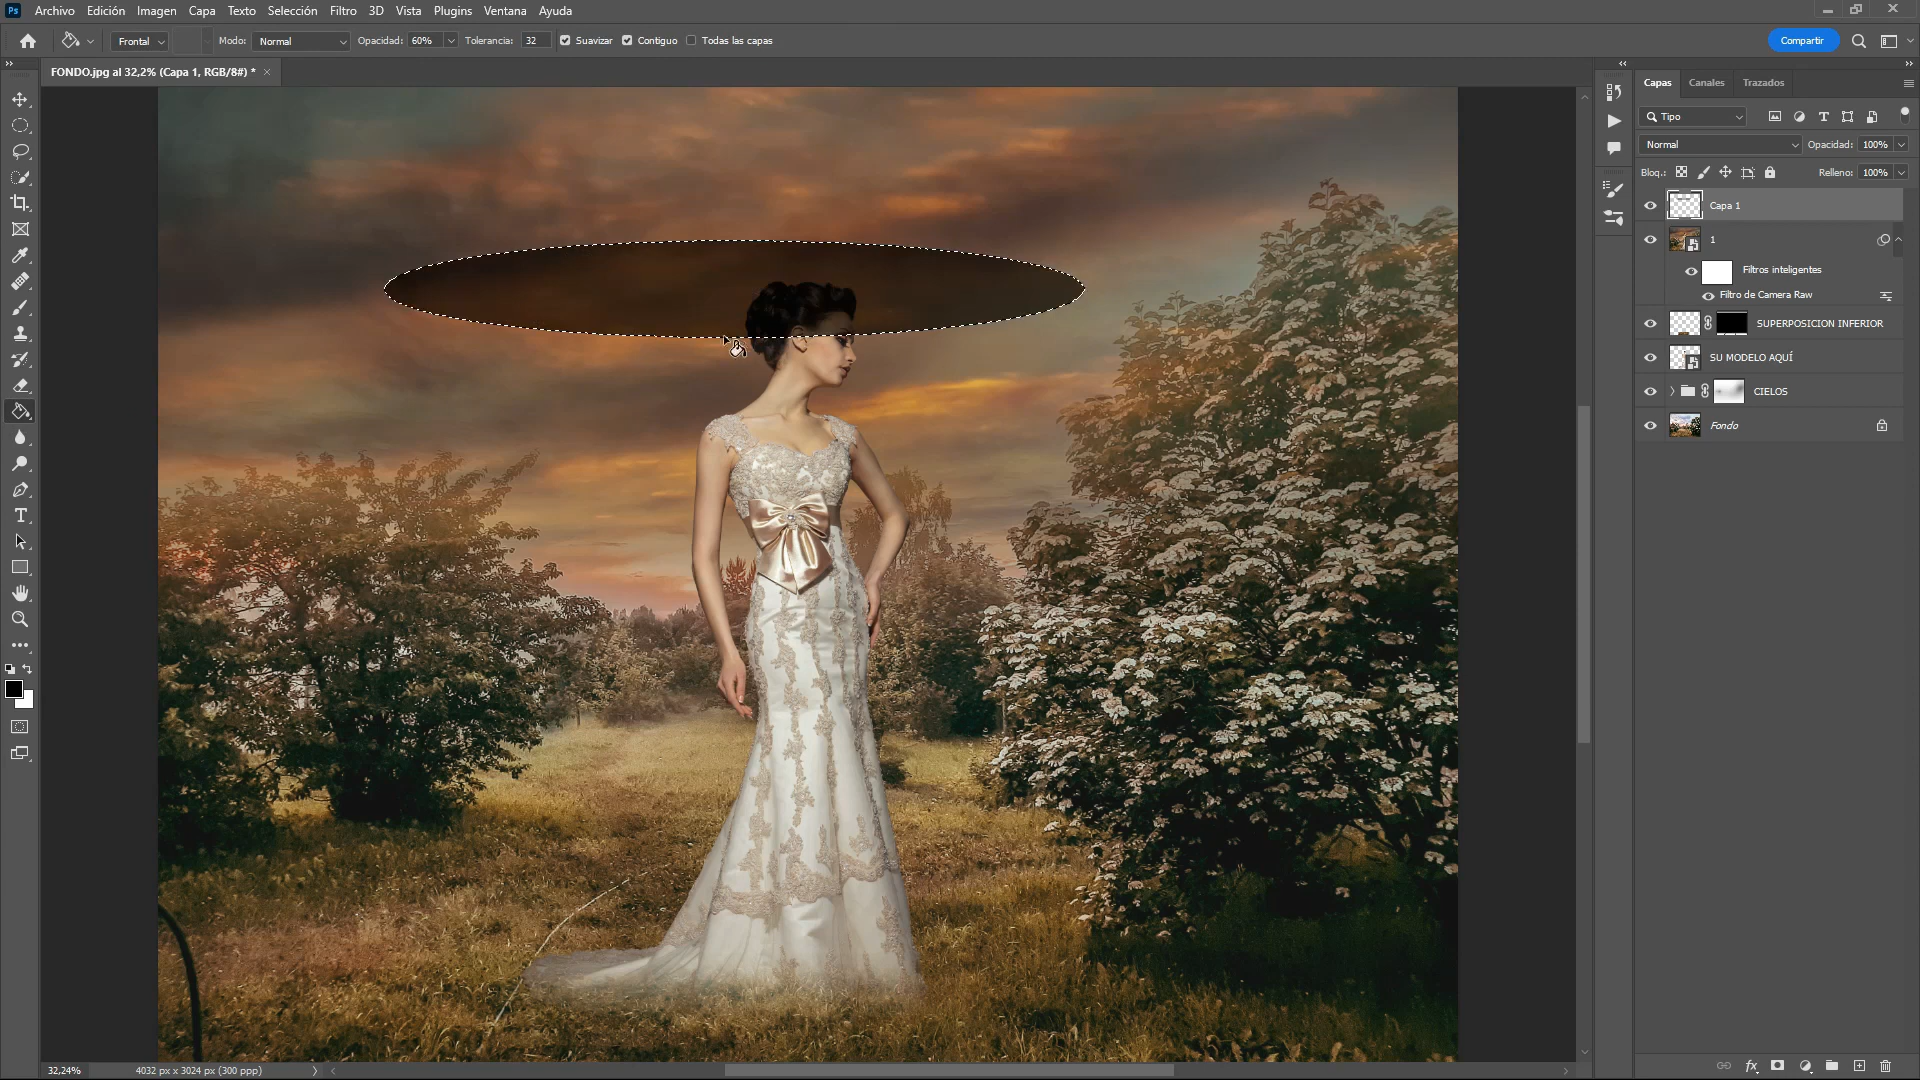 Ps Archivo Edición Imagen Capa Texto Selección Filtro 3D Vista Plugins Ventana Ayuda
Frontal Modo: Normal Opacidad: 60% Tolerancia: 32 Suavizar Contiguo Todas las capas Compartir
FONDO.jpg al 32,2% (Capa 1, RGB/8#) *
Capas Canales Trazados
Tipo
Normal Opacidad: 100%
Bloq.: Relleno: 100%
Capa 1
1
Filtros inteligentes
Filtro de Camera Raw
SUPERPOSICION INFERIOR
SU MODELO AQUÍ
CIELOS
Fondo
fx
32,24% 4032 px x 3024 px (300 ppp)